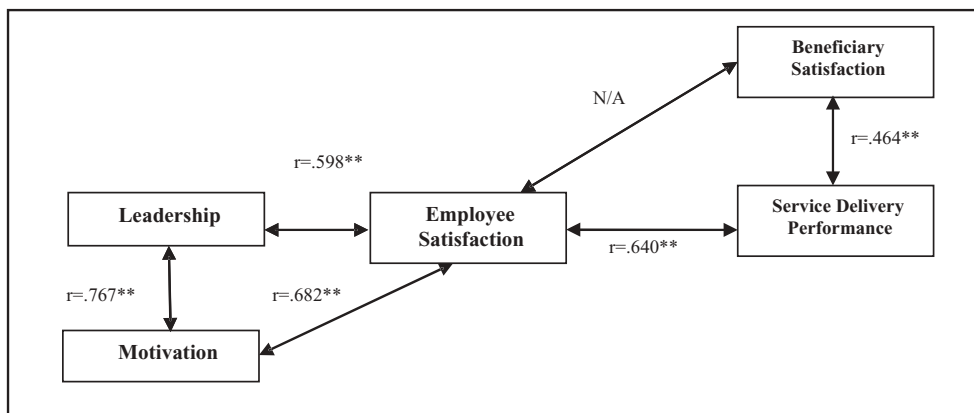 Beneficiary
Satisfaction
N/A
r=.464**
r=.598**
Leadership
Employee
Satisfaction
Service Delivery
Performance
r=.640**
r=.767**
r=.682**
Motivation